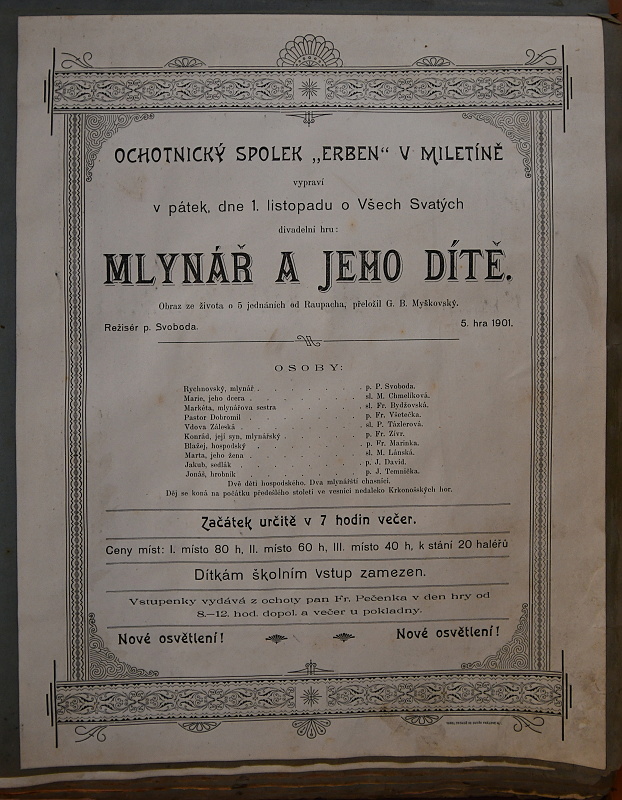 OCHOTNICKÝ SPOLEK „ERBEN“ V MILETÍNĚ
vypraví
v pátek, dne 1. listopadu o Všech Svatých
divadelní hru:
MLYNÁŘ A JEHO DÍTĚ.
Obraz ze života o 5 jednáních od Raupacha, přeložil G. B. Myškovský.
Režisér p. Svoboda. 5. hra 1901.
OSOBY:
Rychnovský, mlynář . . . . . . . p. P. Svoboda.
Marie, jeho dcera . . . . . . . sl. M. Chmelíková.
Markéta, mlynářova sestra . . . . . . sl. Fr. Bydžovská.
Pastor Dobromil . . . . . . . p. Fr. Všetečka.
Vdova Záleská . . . . . . . sl. P. Tázlerová.
Konrád, její syn, mlynářský . . . . . p. Fr. Zívr.
Blažej, hospodský . . . . . . . p. Fr. Marinka.
Marta, jeho žena . . . . . . . sl. M. Lánská.
Jakub, sedlák . . . . . . . p. J. David.
Jonáš, hrobník . . . . . . . p. J. Temnička.
Dvě děti hospodského. Dva mlynářští chasníci.
Děj se koná na počátku předešlého století ve vesnici nedaleko Krkonošských hor.
Začátek určitě v 7 hodin večer.
Ceny míst: I. místo 80 h, II. místo 60 h, III. místo 40 h, k stání 20 haléřů
Dítkám školním vstup zamezen.
Vstupenky vydává z ochoty pan Fr. Pečenka v den hry od
8.—12. hod. dopol. a večer u pokladny.
Nové osvětlení! Nové osvětlení!